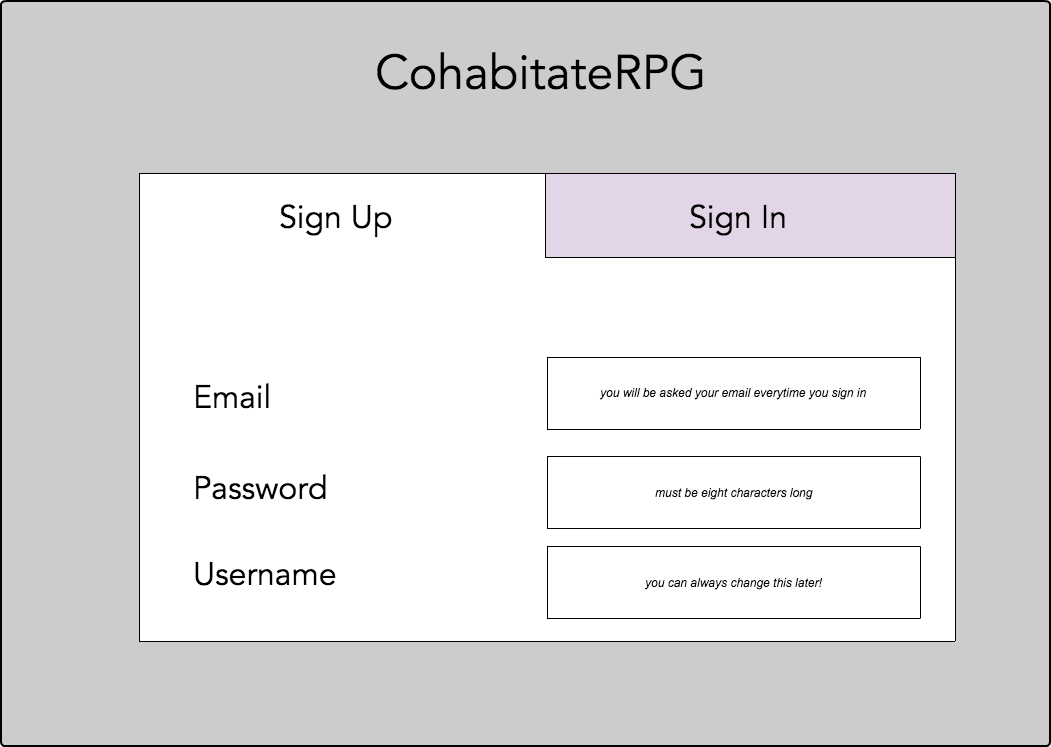 CohabitateRPG
Sign Up
Sign In
Email
you will be asked your email everytime you sign in
Password
must be eight characters long
Username
you can always change this later!